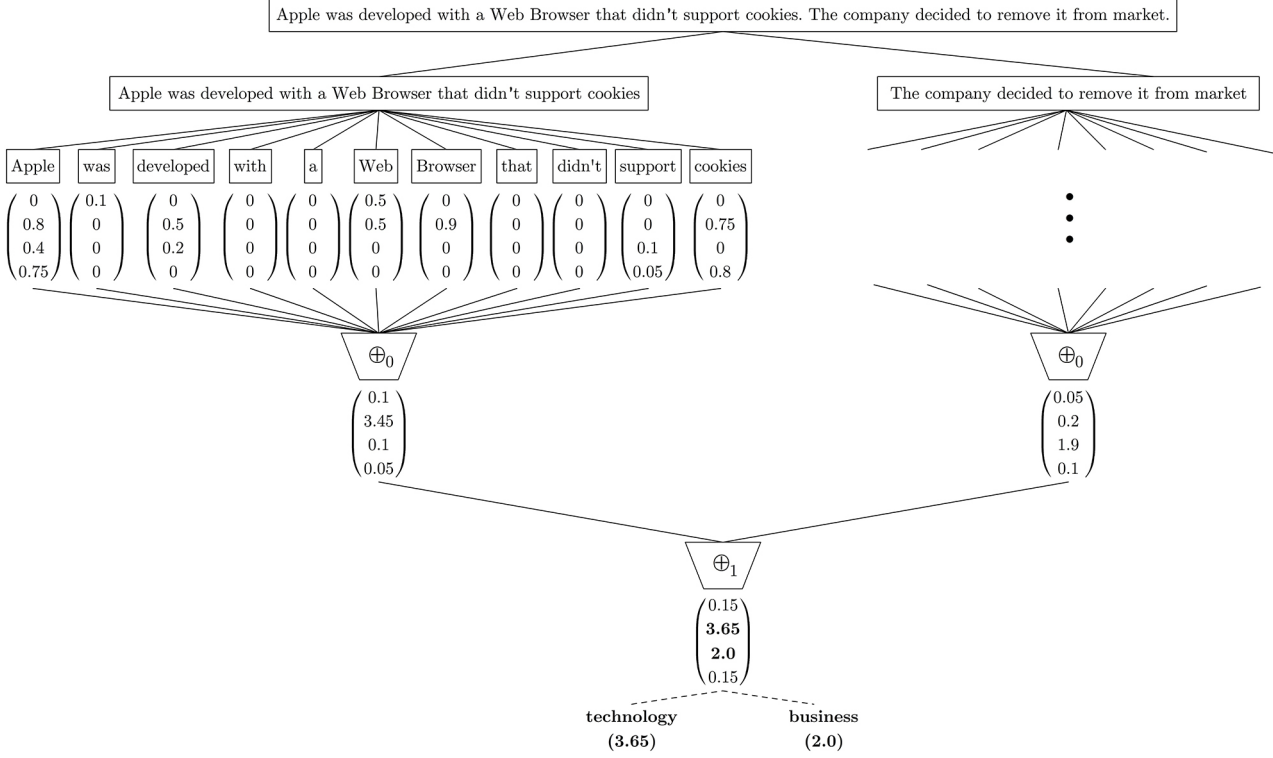 Apple was developed with a Web Browser that didn't support cookies. The company decided to remove it from market.
Apple was developed with a Web Browser that didn't support cookies
The company decided to remove it from market
Apple was developed with a Web Browser that didn't support cookies
0 0.1 0 0 0 0.5 0 0 0 0 0
0.8 0 0.5 0 0 0.5 0.9 0 0 0 0.75
0.4 0 0.2 0 0 0 0 0 0 0.1 0
0.75 0 0 0 0 0 0 0 0 0.05 0.8
⊕0 ⊕0
0.1 0.05
3.45 0.2
0.1 1.9
0.05 0.1
⊕1
0.15
3.65
2.0
0.15
technology business
(3.65) (2.0)